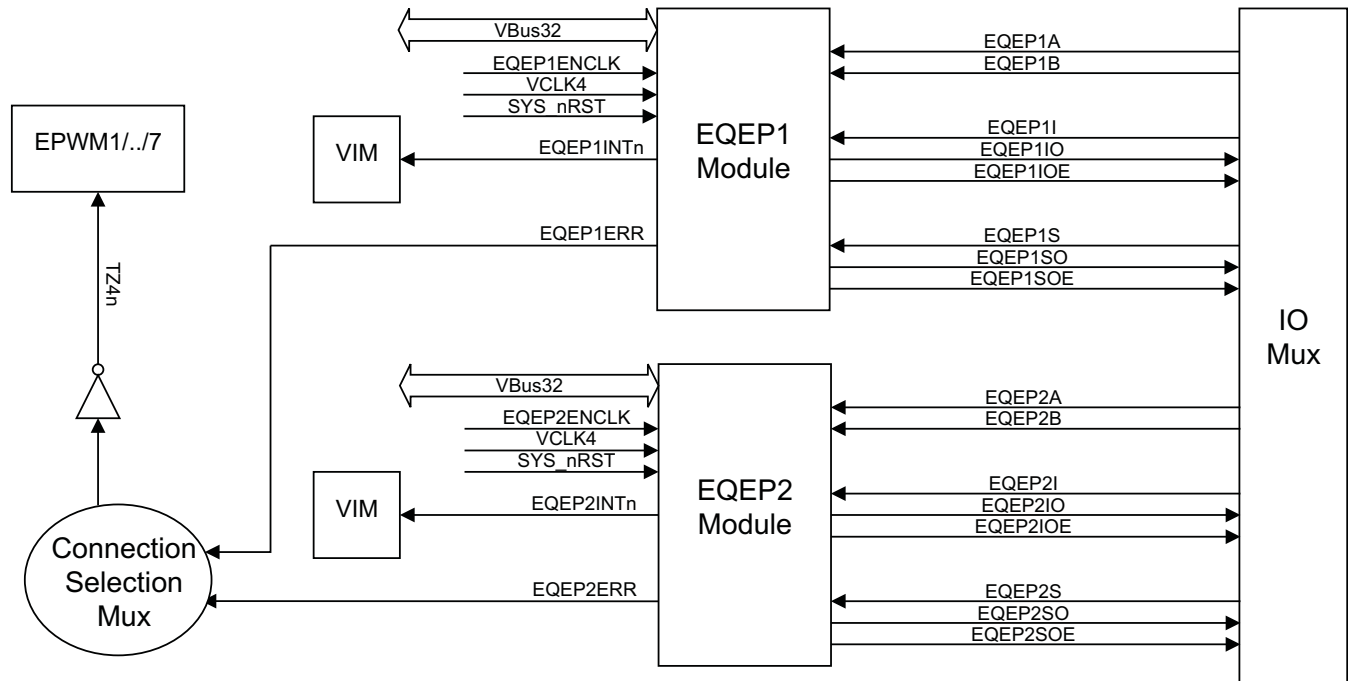 VBus32
EQEP1ENCLK
VCLK4
SYS_nRST
EQEP1INTn
EQEP1ERR
EPWM1/../7
VIM
EQEP1
Module
EQEP1A
EQEP1B
EQEP1I
EQEP1IO
EQEP1IOE
EQEP1S
EQEP1SO
EQEP1SOE
TZ4n
IO
Mux
VBus32
EQEP2ENCLK
VCLK4
SYS_nRST
EQEP2INTn
EQEP2ERR
VIM
EQEP2
Module
EQEP2A
EQEP2B
EQEP2I
EQEP2IO
EQEP2IOE
EQEP2S
EQEP2SO
EQEP2SOE
Connection
Selection
Mux